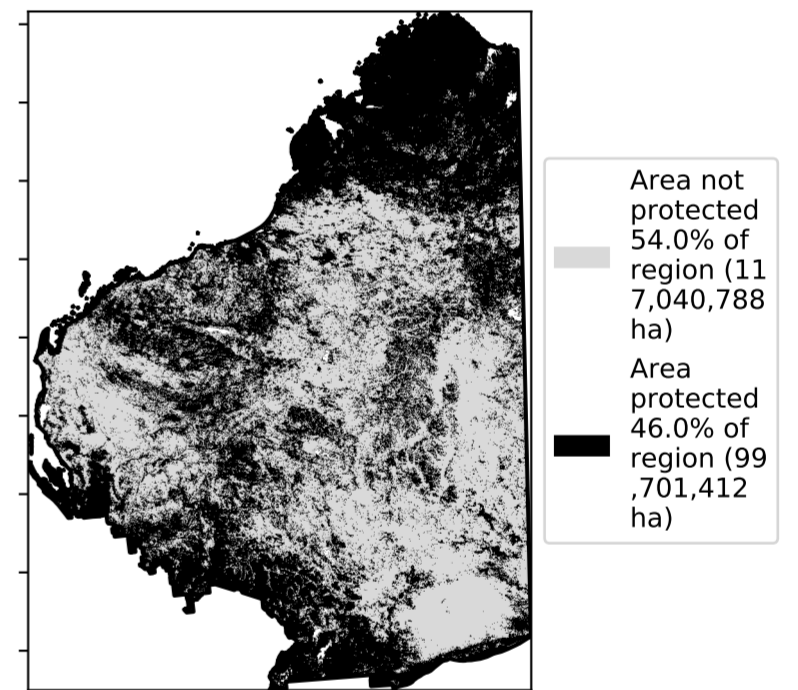 Area not
protected
54.0% of
region (11
7,040,788
ha)
Area
protected
46.0% of
region (99
,701,412
ha)